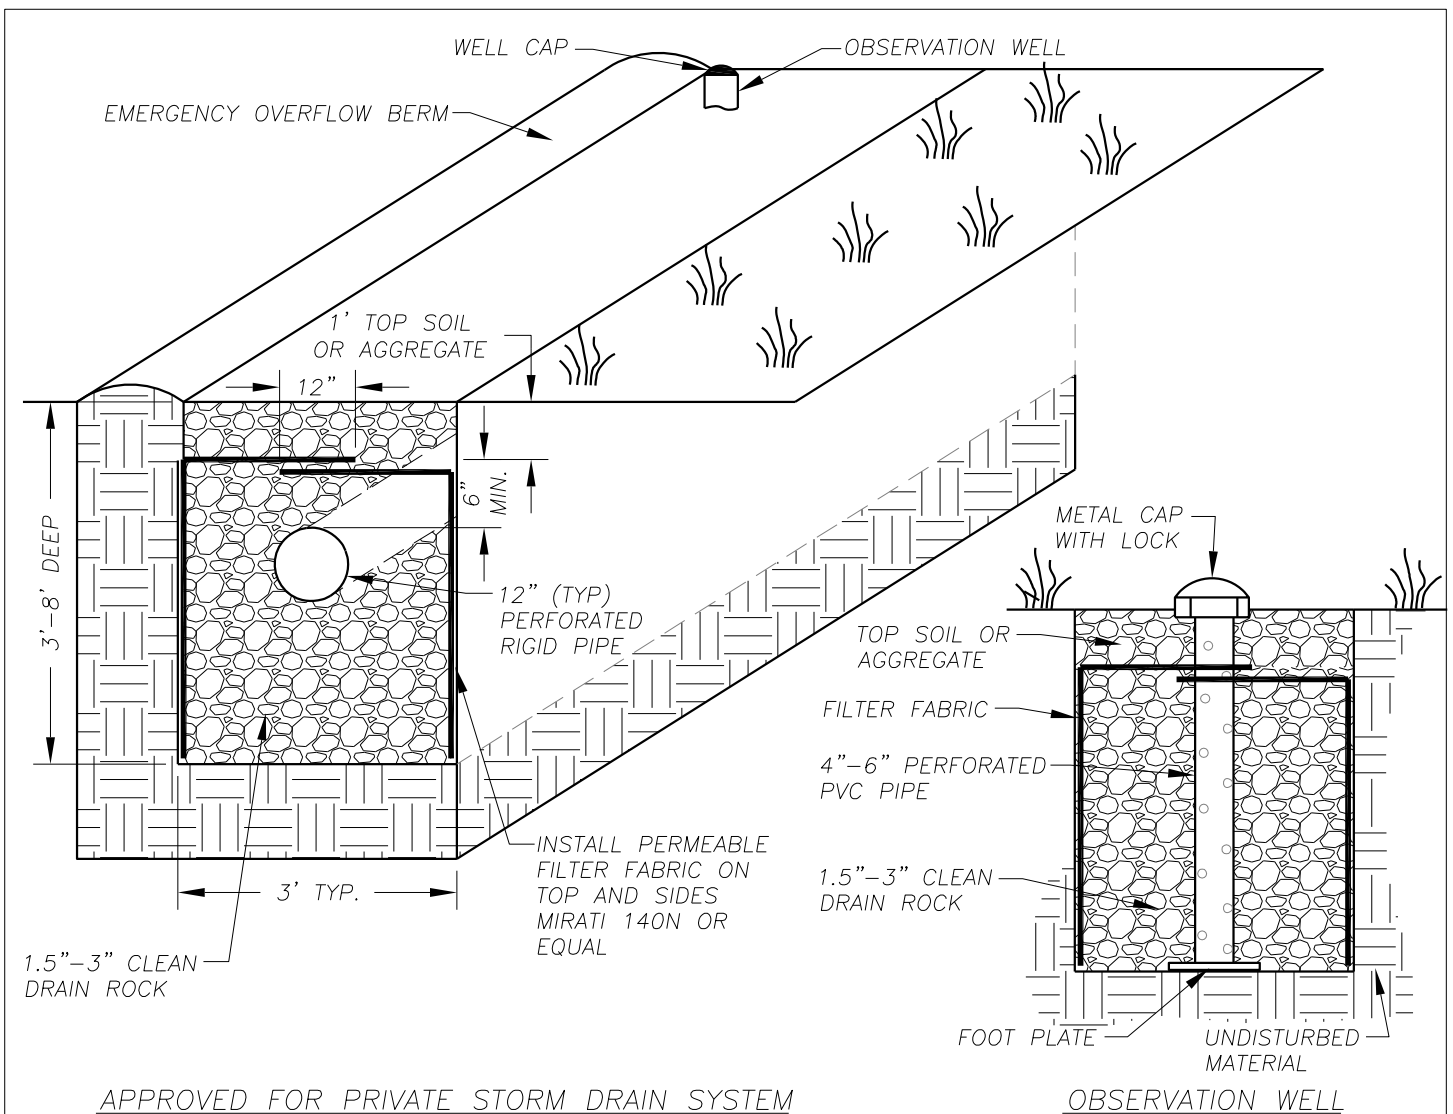 WELL CAP
OBSERVATION WELL
EMERGENCY OVERFLOW BERM
1' TOP SOIL
OR AGGREGATE
12"
6"
MIN.
3'-8' DEEP
12" (TYP)
PERFORATED
RIGID PIPE
INSTALL PERMEABLE
FILTER FABRIC ON
TOP AND SIDES
MIRATI 140N OR
EQUAL
3' TYP.
1.5"-3" CLEAN
DRAIN ROCK
METAL CAP
WITH LOCK
TOP SOIL OR
AGGREGATE
FILTER FABRIC
4"-6" PERFORATED
PVC PIPE
1.5"-3" CLEAN
DRAIN ROCK
FOOT PLATE
UNDISTURBED
MATERIAL
APPROVED FOR PRIVATE STORM DRAIN SYSTEM
OBSERVATION WELL